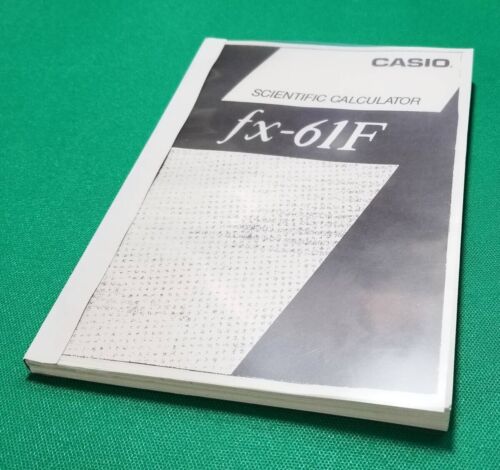 CASIO
SCIENTIFIC CALCULATOR
fx-61F